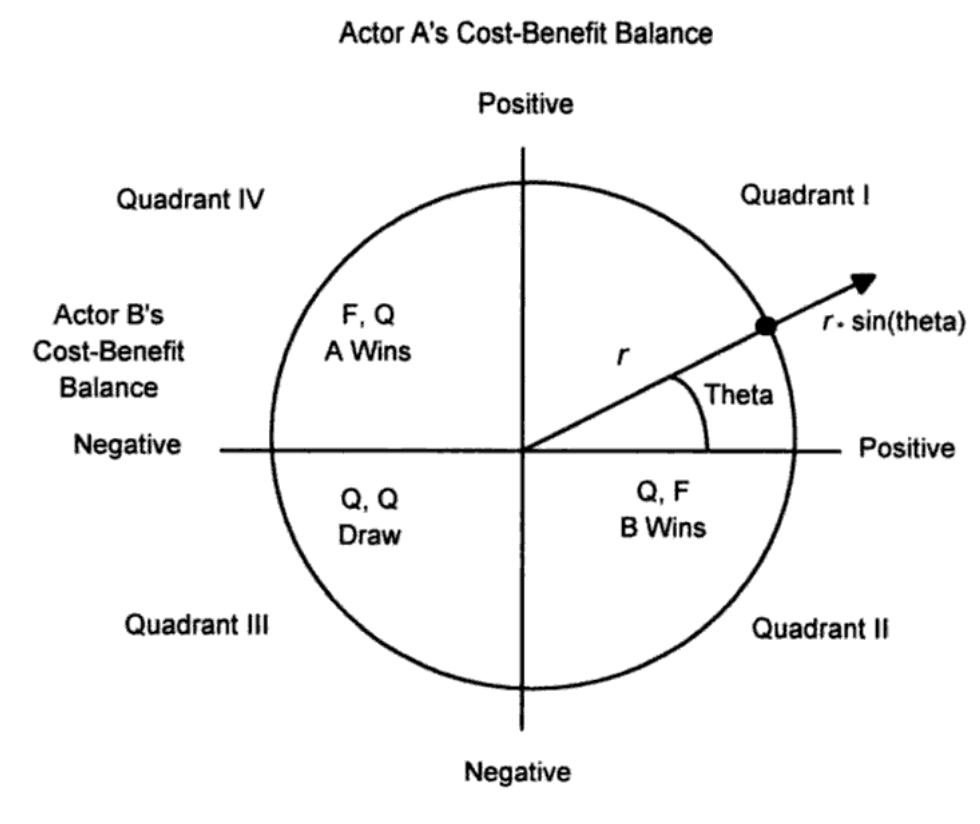 Actor A's Cost-Benefit Balance
Positive
Quadrant IV
Quadrant I
Actor B's
Cost-Benefit
Balance
F, Q
A Wins
r
r • sin(theta)
Theta
Negative
Positive
Q, Q
Draw
Q, F
B Wins
Quadrant III
Quadrant II
Negative